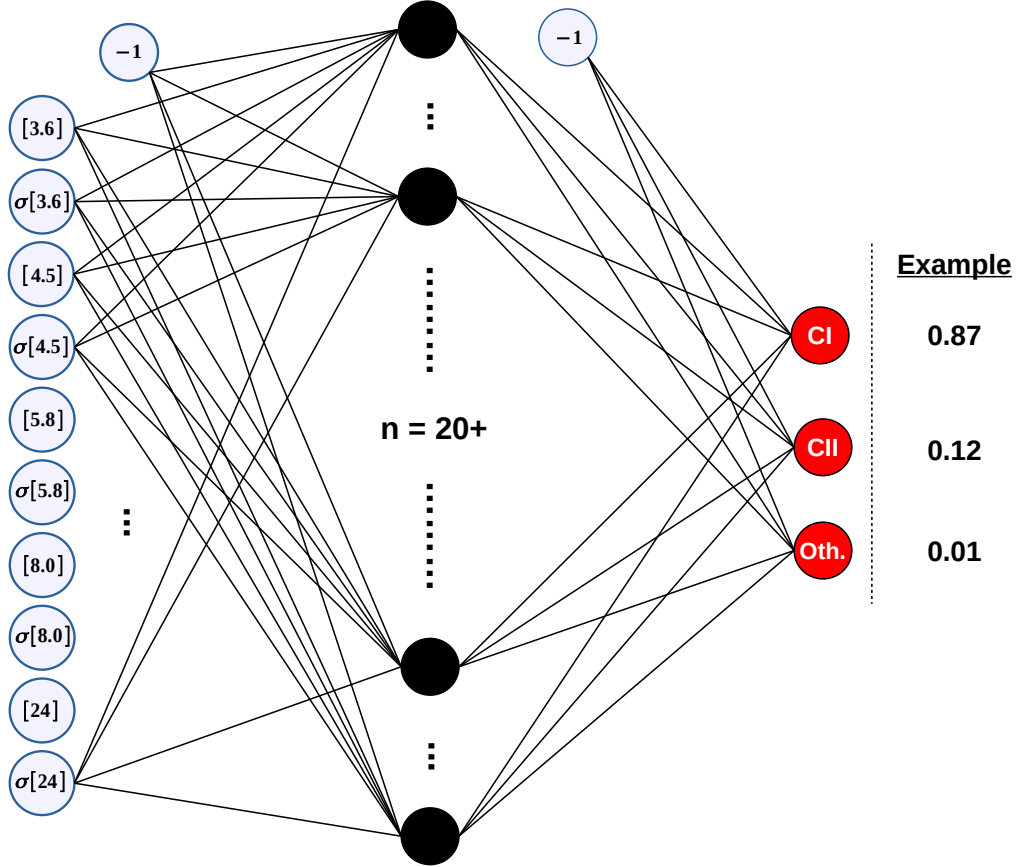 −1
−1
[3.6]
σ[3.6]
[4.5]
σ[4.5]
[5.8]
σ[5.8]
[8.0]
σ[8.0]
[24]
σ[24]
n = 20+
CI
CII
Oth.
Example
0.87
0.12
0.01